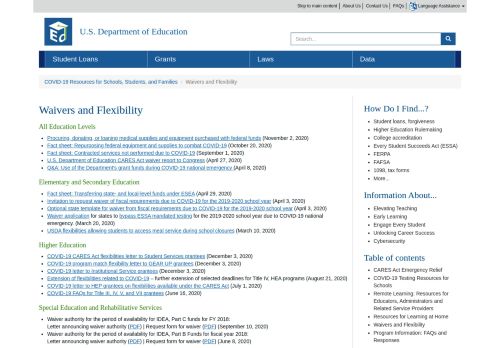 Skip to main content | About Us | Contact Us | FAQs | Language Assistance
U.S. Department of Education
Search...
Student Loans
Grants
Laws
Data
COVID-19 Resources for Schools, Students, and Families
Waivers and Flexibility
Waivers and Flexibility
All Education Levels
Procuring, donating, or loaning medical supplies and equipment purchased with federal funds (November 2, 2020)
Fact sheet: Repurposing federal equipment and supplies to combat COVID-19 (October 20, 2020)
Fact sheet: Contracted services not performed due to COVID-19 (September 1, 2020)
U.S. Department of Education CARES Act waiver report to Congress (April 27, 2020)
Q&A: Use of the Department's grant funds during COVID-19 national emergency (April 8, 2020)
Elementary and Secondary Education
Fact sheet: Transferring state- and local level funds under ESEA (April 29, 2020)
Invitation to request waiver of fiscal requirements due to COVID-19 for the 2019-2020 school year (April 3, 2020)
Optional state template for waiver from fiscal requirements due to COVID-19 for the 2019-2020 school year (April 3, 2020)
Waiver application for states to bypass ESSA mandated testing for the 2019-2020 school year due to COVID-19 national
emergency (March 20, 2020)
USDA flexibilities allowing students to access meal service during school closures (March 10, 2020)
Higher Education
COVID-19 CARES Act flexibilities letter to Student Services grantees (December 3, 2020)
COVID-19 program match flexibility letter to GEAR UP grantees (December 3, 2020)
COVID-19 letter to Institutional Service grantees (December 3, 2020)
Extension of flexibilities related to COVID-19 – further extension of selected deadlines for Title IV, HEA programs (August 21, 2020)
COVID-19 letter to HEP grantees on flexibilities available under the CARES Act (July 1, 2020)
COVID-19 FAQs for Title III, IV, V, and VII grantees (June 16, 2020)
Special Education and Rehabilitative Services
Waiver authority for the period of availability for IDEA, Part C funds for FY 2018:
Letter announcing waiver authority (PDF) | Request form for waiver (PDF) (September 10, 2020)
Waiver authority for the period of availability for IDEA, Part B Funds for fiscal year 2018:
Letter announcing waiver authority (PDF) | Request form for waiver (PDF) (June 8, 2020)
How Do I Find...?
Student loans, forgiveness
Higher Education Rulemaking
College accreditation
Every Student Succeeds Act (ESSA)
FERPA
FAFSA
1098, tax forms
More...
Information About...
Elevating Teaching
Early Learning
Engage Every Student
Unlocking Career Success
Cybersecurity
Table of contents
CARES Act Emergency Relief
COVID-19 Testing Resources for
Schools
Remote Learning: Resources for
Educators, Administrators and
Related Service Providers
Resources for Learning at Home
Waivers and Flexibility
Program Information: FAQs and
Responses